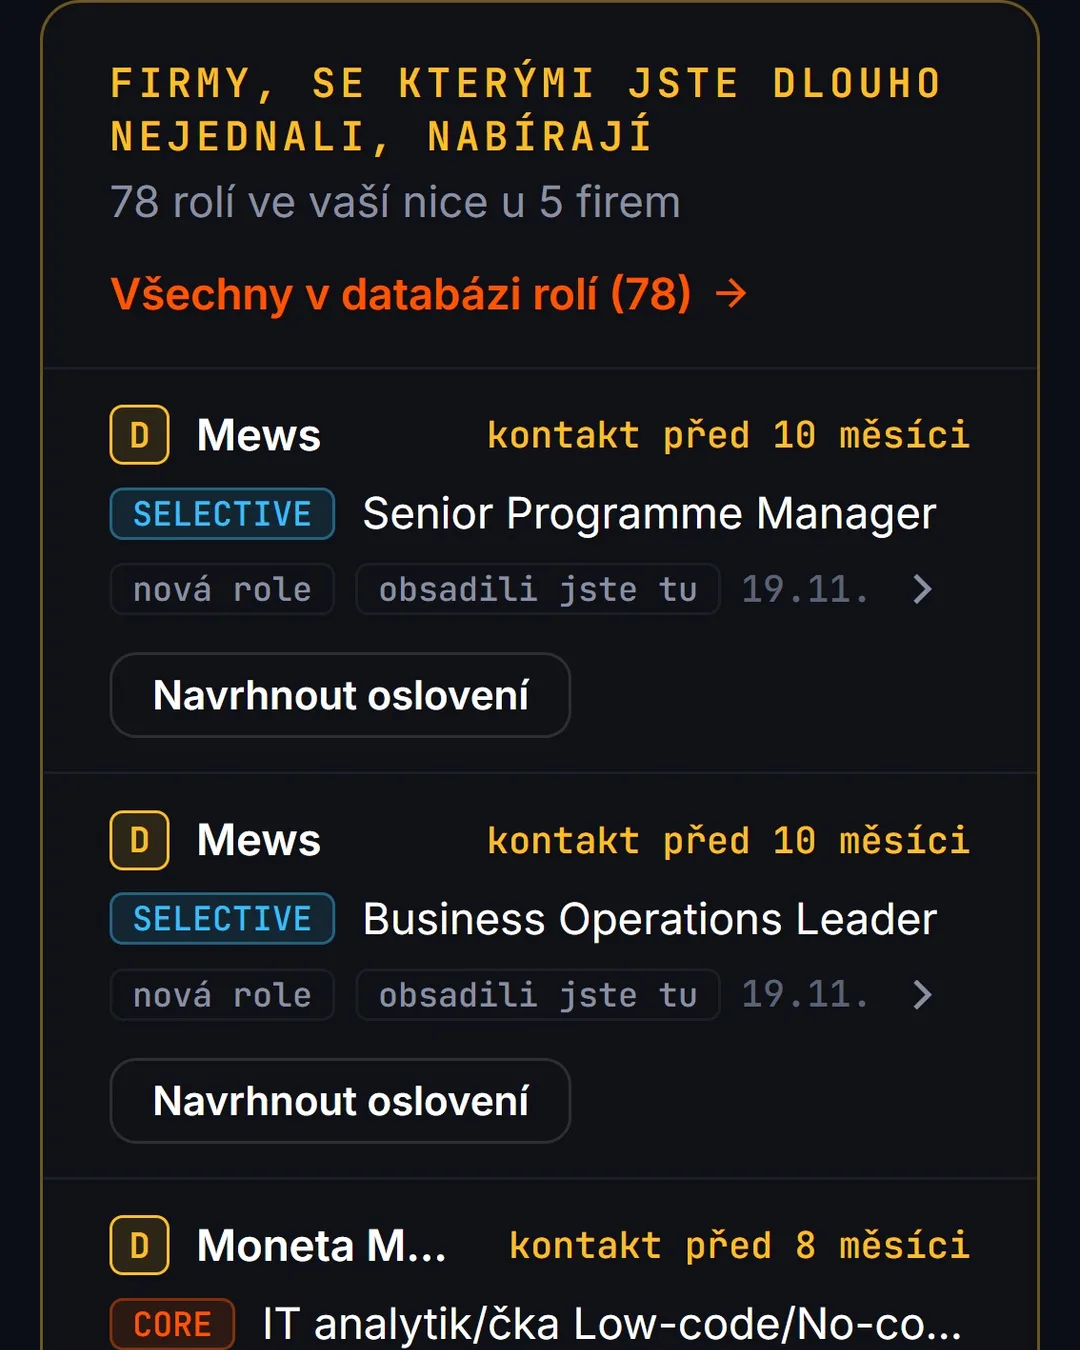 FIRMY, SE KTERÝMI JSTE DLOUHO
NEJEDNALI, NABÍRAJÍ
78 rolí ve vaší nice u 5 firem
Všechny v databázi rolí (78) →
D Mews kontakt před 10 měsíci
SELECTIVE Senior Programme Manager
nová role obsadili jste tu 19.11. >
Navrhnout oslovení
D Mews kontakt před 10 měsíci
SELECTIVE Business Operations Leader
nová role obsadili jste tu 19.11. >
Navrhnout oslovení
D Moneta M... kontakt před 8 měsíci
CORE IT analytik/čka Low-code/No-co...